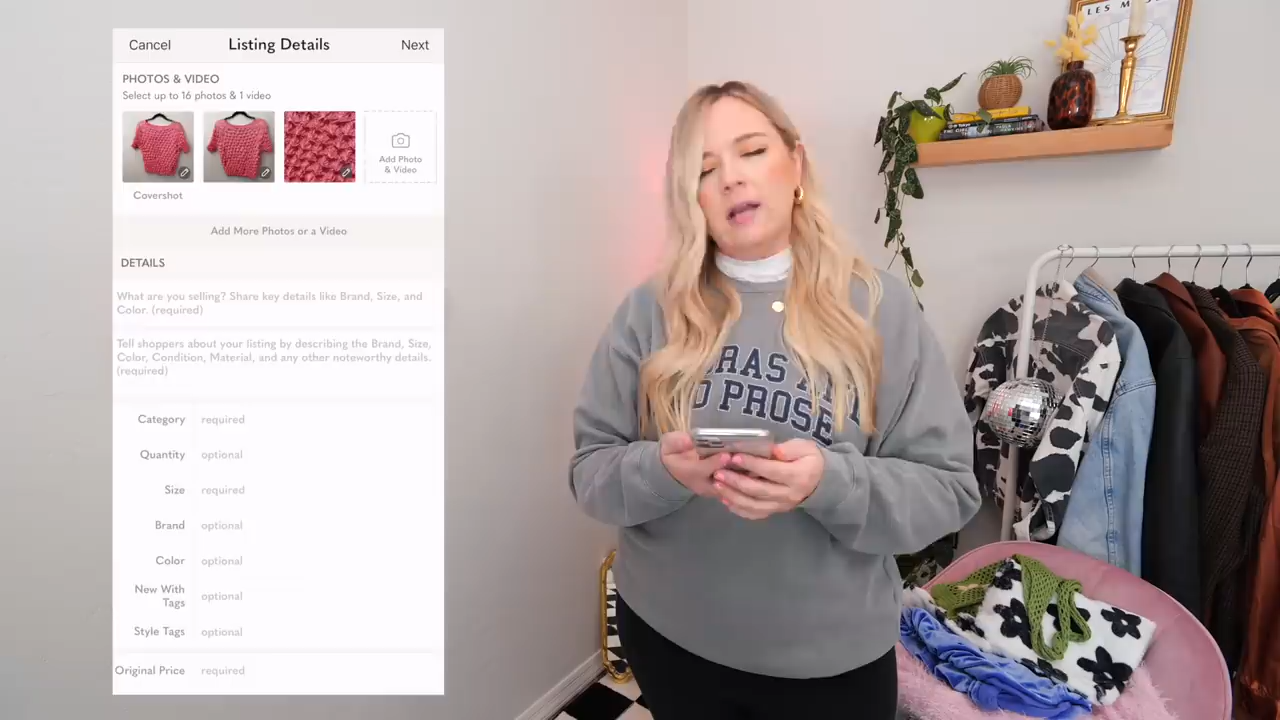 Cancel
Listing Details
Next
PHOTOS & VIDEO
Select up to 16 photos & 1 video
Add Photo
& Video
Covershot
Add More Photos or a Video
DETAILS
What are you selling? Share key details like Brand, Size, and
Color. (required)
Tell shoppers about your listing by describing the Brand, Size,
Color, Condition, Material, and any other noteworthy details.
(required)
Category required
Quantity optional
Size required
Brand optional
Color optional
New With
Tags optional
Style Tags optional
Original Price required
LES
PROSE